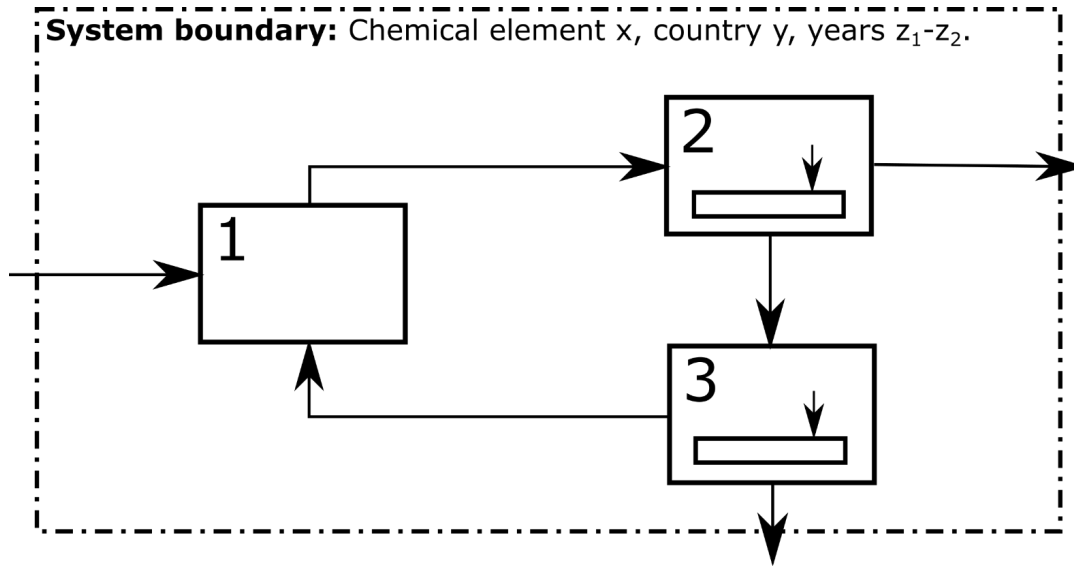 System boundary: Chemical element x, country y, years z₁-z₂.
2
1
3